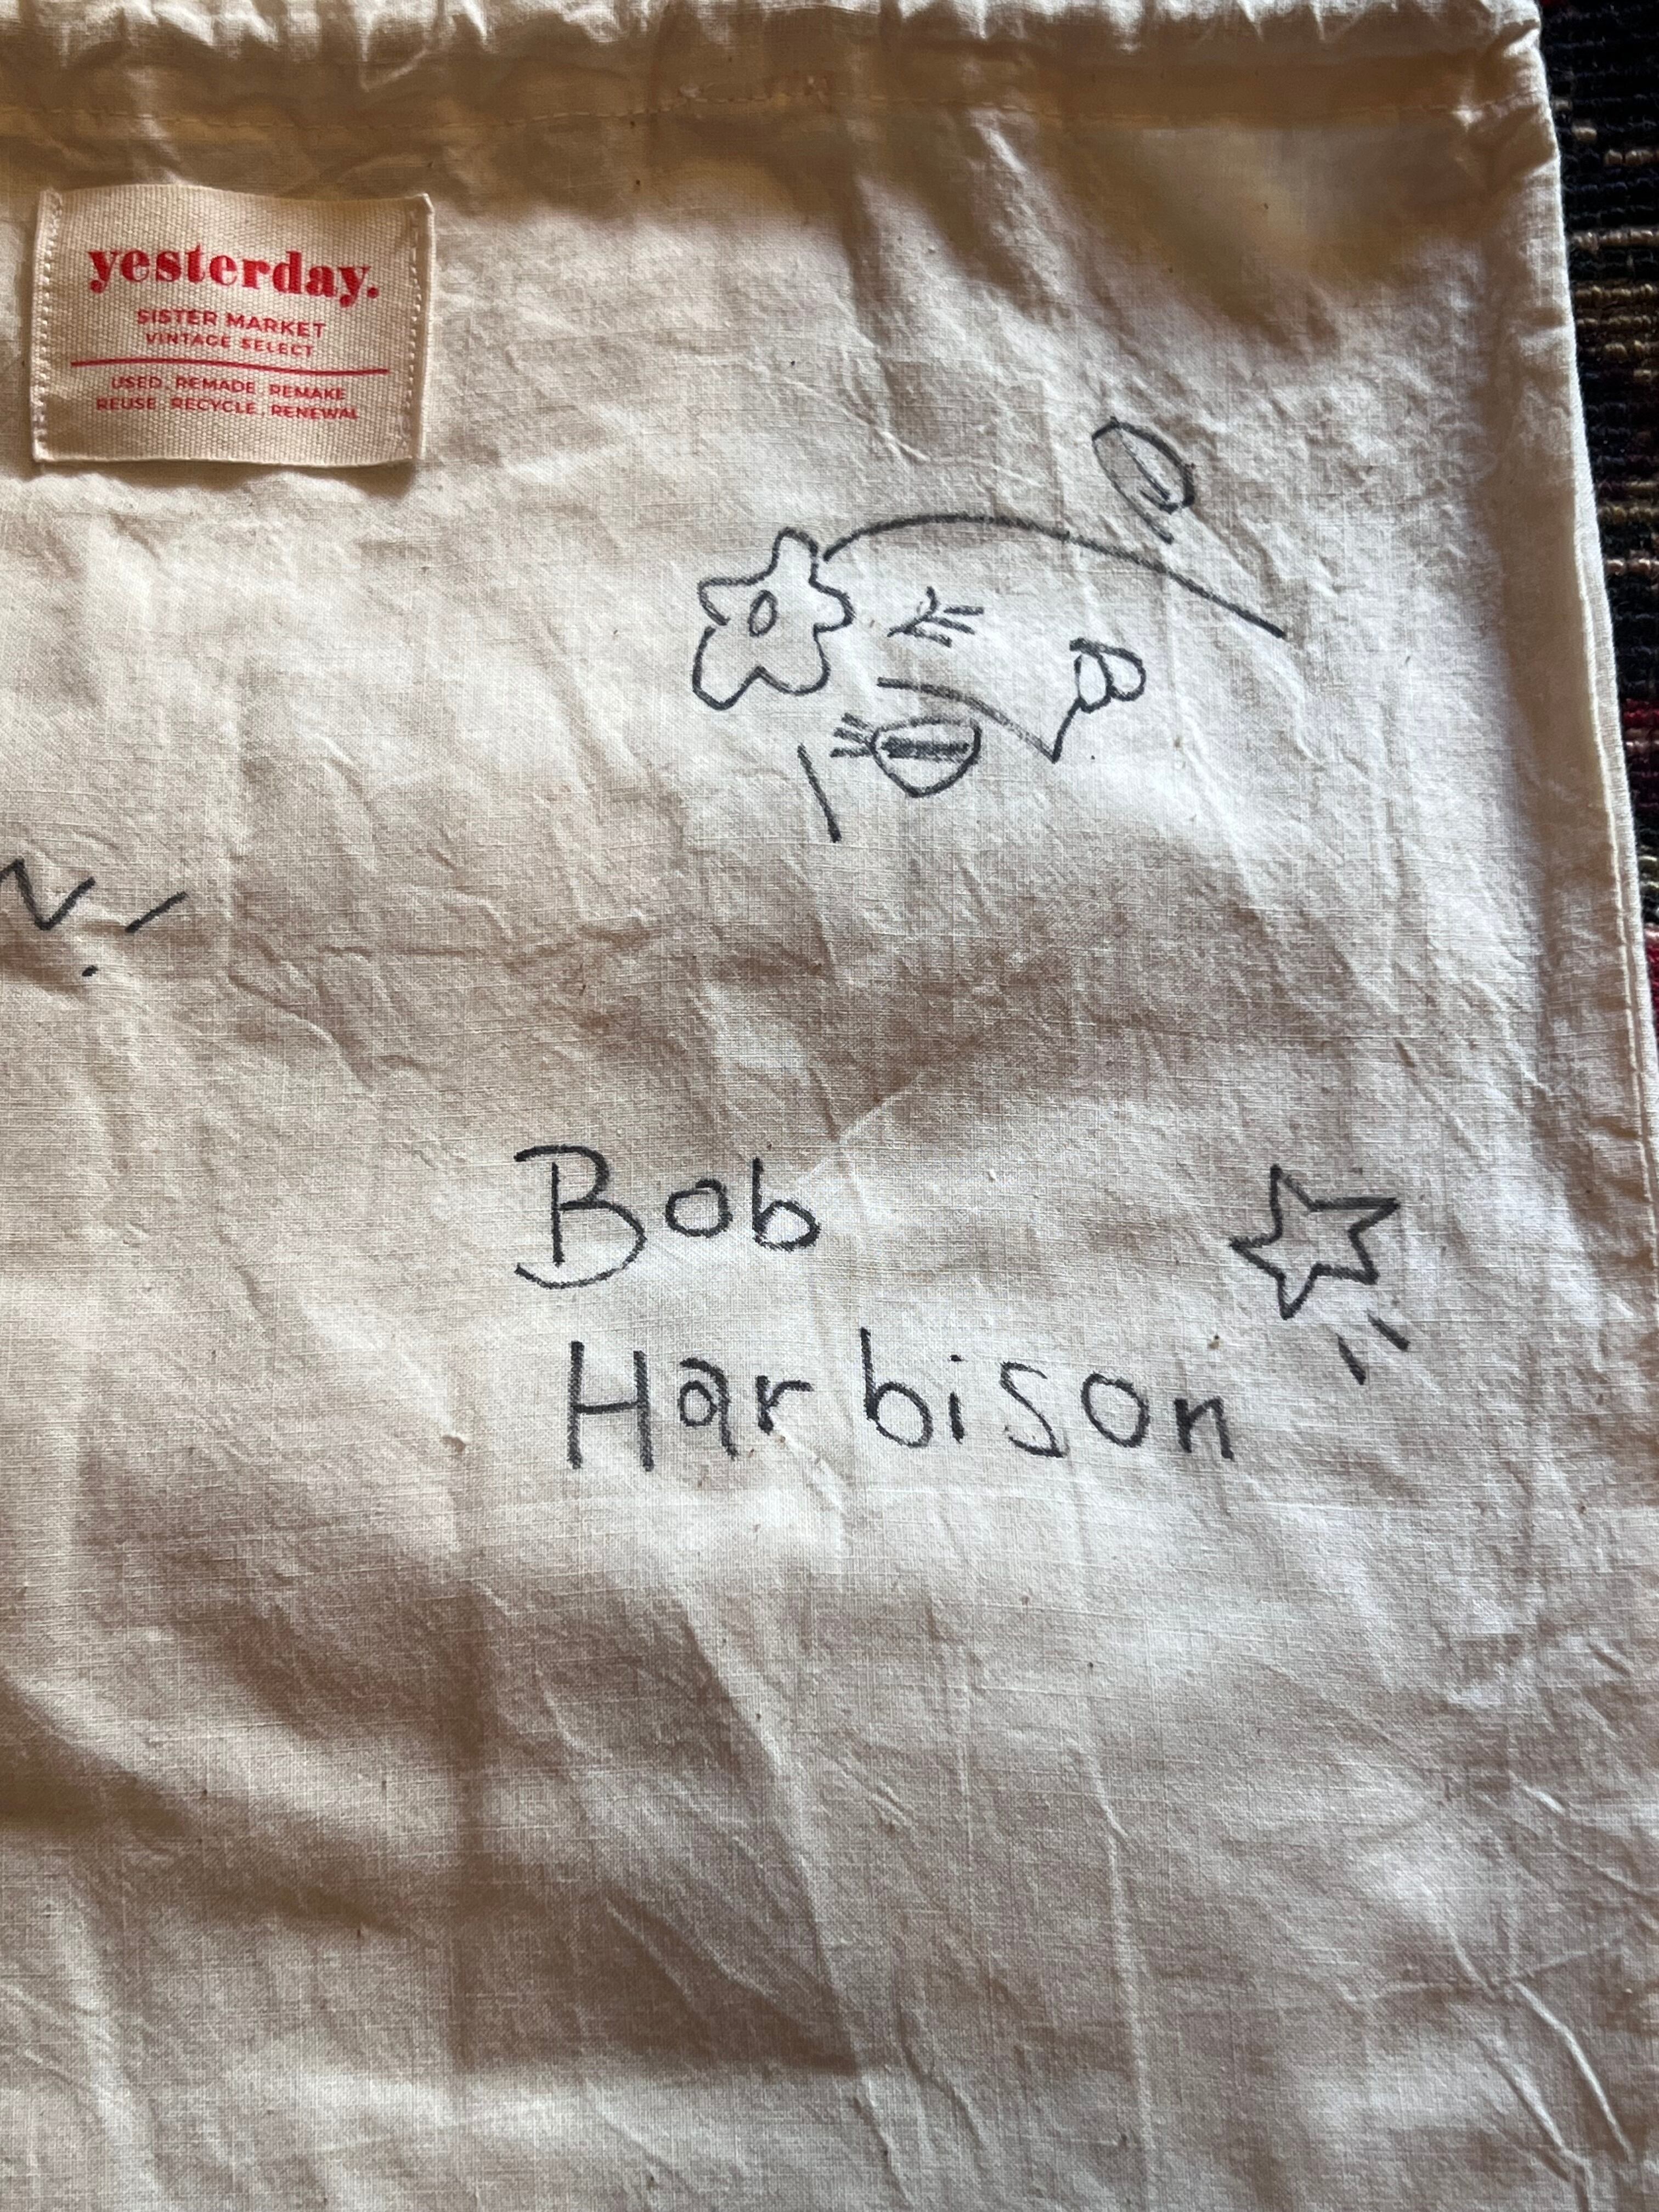 yesterday.
SISTER MARKET
VINTAGE SELECT
USED . REMADE . REMAKE
REUSE . RECYCLE . RENEWAL
Bob
Harbison